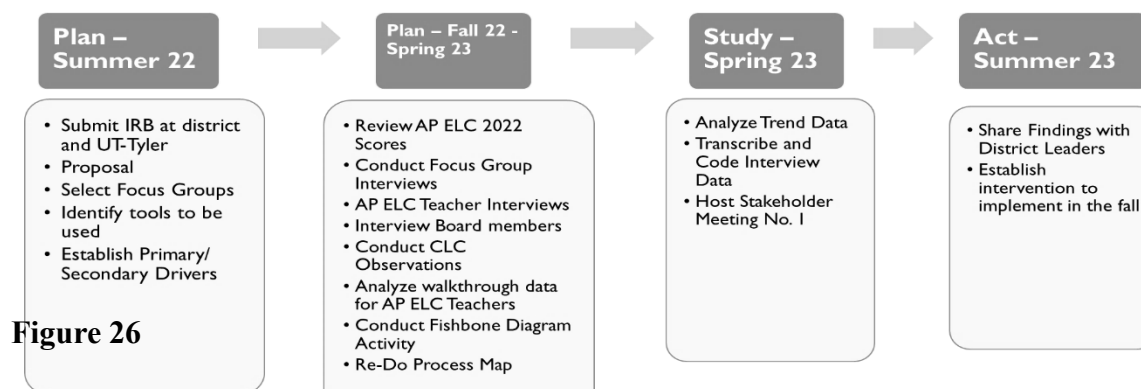 Plan –
Summer 22
• Submit IRB at district
and UT-Tyler
• Proposal
• Select Focus Groups
• Identify tools to be
used
• Establish Primary/
Secondary Drivers
Plan – Fall 22 -
Spring 23
• Review AP ELC 2022
Scores
• Conduct Focus Group
Interviews
• AP ELC Teacher Interviews
• Interview Board members
• Conduct CLC
Observations
• Analyze walkthrough data
for AP ELC Teachers
• Conduct Fishbone Diagram
Activity
• Re-Do Process Map
Study –
Spring 23
• Analyze Trend Data
• Transcribe and
Code Interview
Data
• Host Stakeholder
Meeting No. 1
Act –
Summer 23
• Share Findings with
District Leaders
• Establish
intervention to
implement in the fall
Figure 26